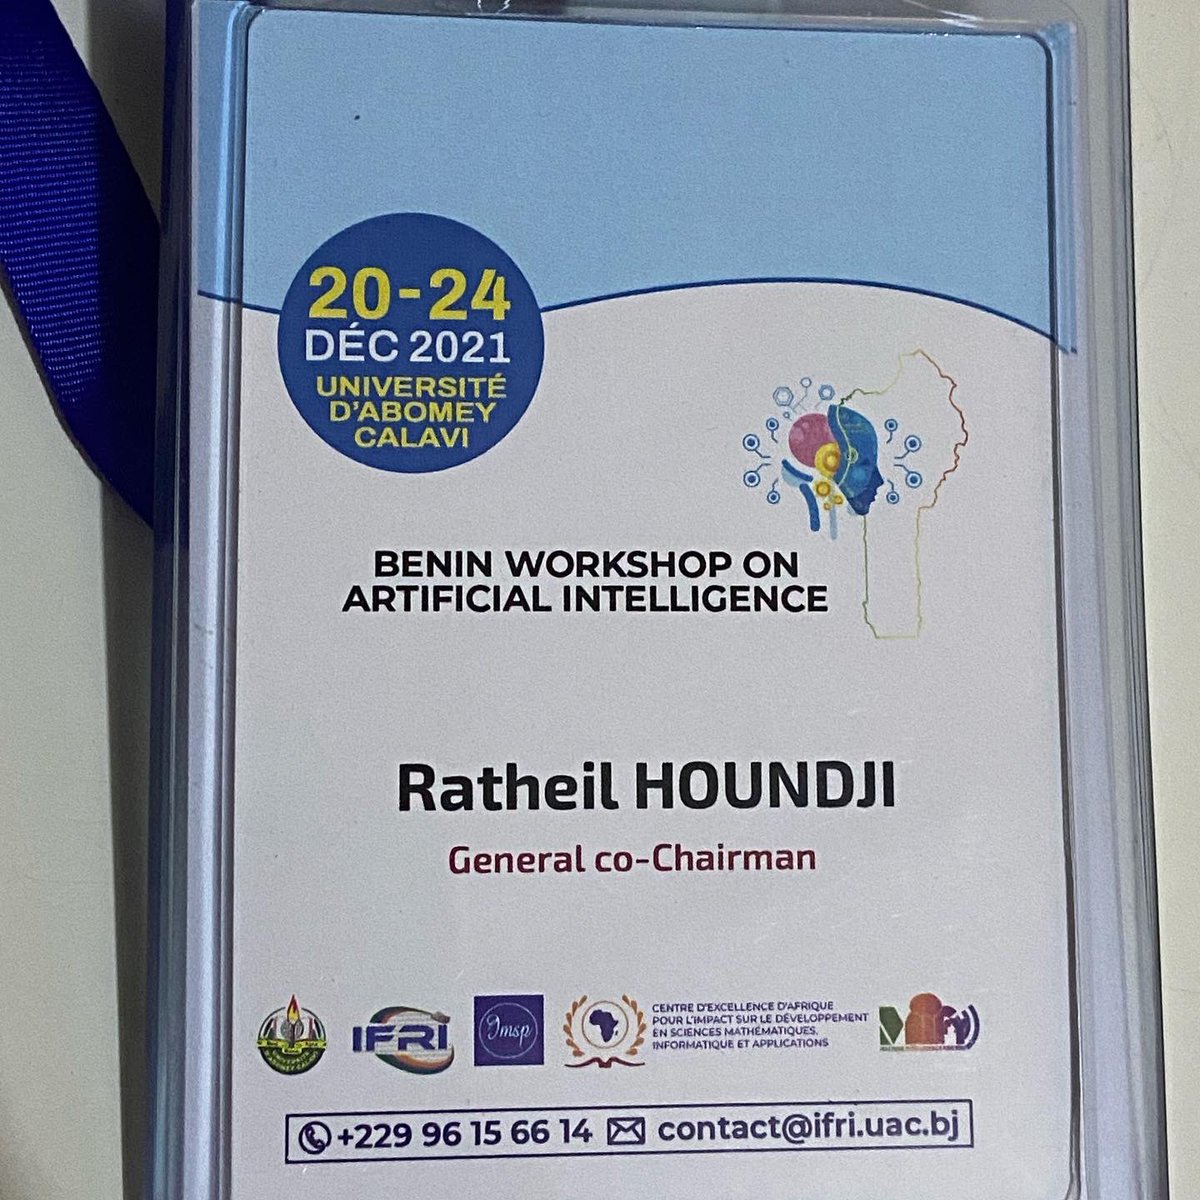 20-24
DÉC 2021
UNIVERSITÉ
D'ABOMEY
CALAVI
BENIN WORKSHOP ON
ARTIFICIAL INTELLIGENCE
Ratheil HOUNDJI
General co-Chairman
IFRI
Imsp
CENTRE D'EXCELLENCE D'AFRIQUE
POUR L'IMPACT SUR LE DÉVELOPPEMENT
EN SCIENCES MATHÉMATIQUES,
INFORMATIQUE ET APPLICATIONS
+229 96 15 66 14 contact@ifri.uac.bj